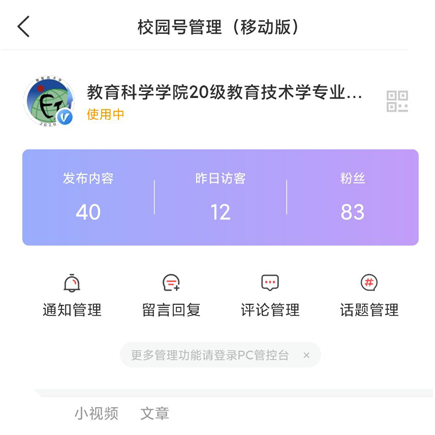 校园号管理（移动版）
教育科学学院20级教育技术学专业...
使用中
发布内容
昨日访客
粉丝
40
12
83
通知管理
留言回复
评论管理
话题管理
更多管理功能请登录PC管控台 ×
小视频
文章